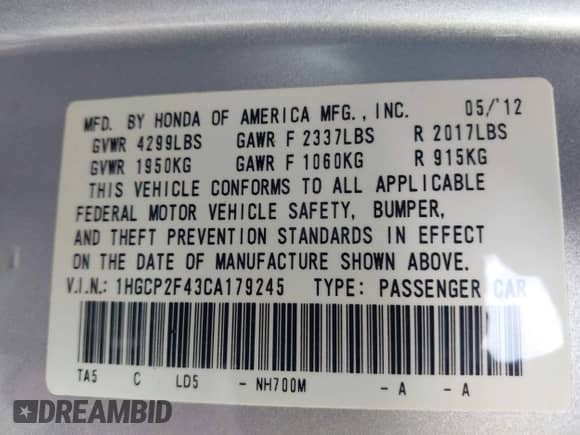 MFD. BY HONDA OF AMERICA MFG., INC. 05/'12
GVWR 4299LBS GAWR F 2337LBS R 2017LBS
GVWR 1950KG GAWR F 1060KG R 915KG
THIS VEHICLE CONFORMS TO ALL APPLICABLE
FEDERAL MOTOR VEHICLE SAFETY, BUMPER,
AND THEFT PREVENTION STANDARDS IN EFFECT
ON THE DATE OF MANUFACTURE SHOWN ABOVE.
V.I.N.: 1HGCP2F43CA179245 TYPE: PASSENGER CAR
TA5 C LD5 - NH700M - A - A
DREAMBID